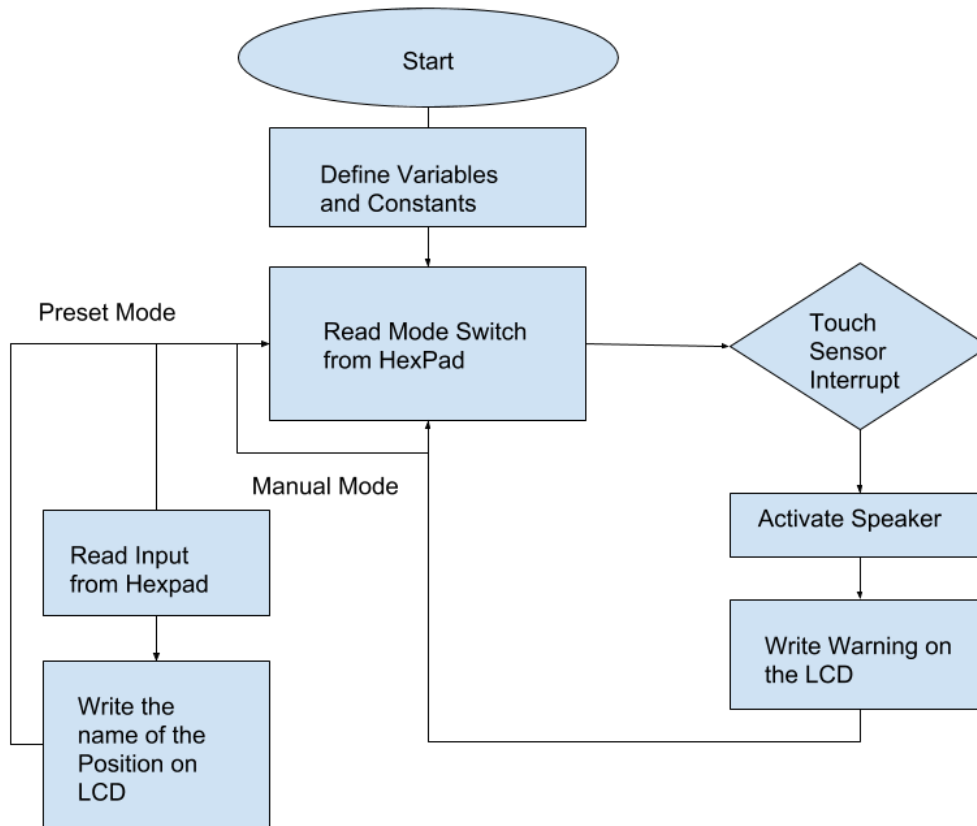 Start
Define Variables
and Constants
Preset Mode
Read Mode Switch
from HexPad
Touch
Sensor
Interrupt
Manual Mode
Activate Speaker
Read Input
from Hexpad
Write Warning on
the LCD
Write the
name of the
Position on
LCD